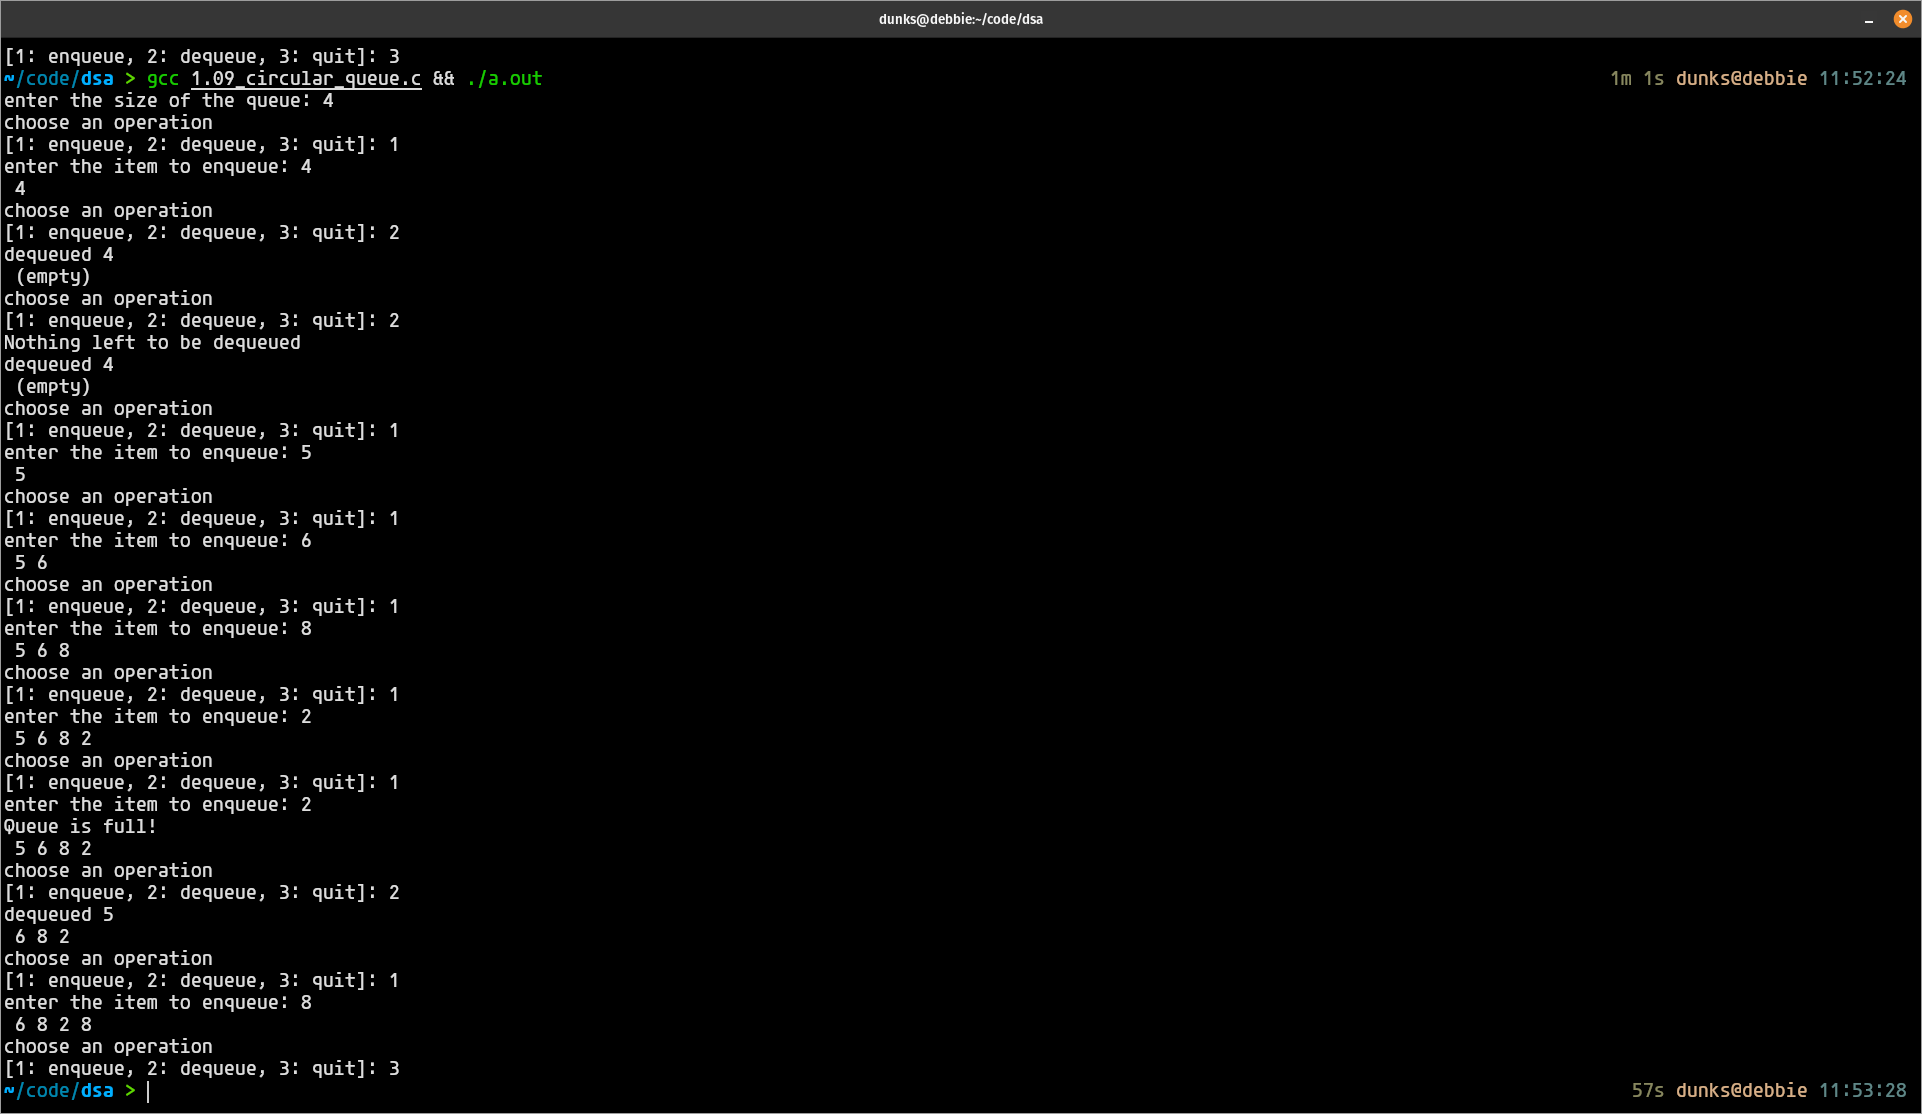 dunks@debbie:~/code/dsa
[1: enqueue, 2: dequeue, 3: quit]: 3
~/code/dsa > gcc 1.09_circular_queue.c && ./a.out 1m 1s dunks@debbie 11:52:24
enter the size of the queue: 4
choose an operation
[1: enqueue, 2: dequeue, 3: quit]: 1
enter the item to enqueue: 4
4
choose an operation
[1: enqueue, 2: dequeue, 3: quit]: 2
dequeued 4
(empty)
choose an operation
[1: enqueue, 2: dequeue, 3: quit]: 2
Nothing left to be dequeued
dequeued 4
(empty)
choose an operation
[1: enqueue, 2: dequeue, 3: quit]: 1
enter the item to enqueue: 5
5
choose an operation
[1: enqueue, 2: dequeue, 3: quit]: 1
enter the item to enqueue: 6
5 6
choose an operation
[1: enqueue, 2: dequeue, 3: quit]: 1
enter the item to enqueue: 8
5 6 8
choose an operation
[1: enqueue, 2: dequeue, 3: quit]: 1
enter the item to enqueue: 2
5 6 8 2
choose an operation
[1: enqueue, 2: dequeue, 3: quit]: 1
enter the item to enqueue: 2
Queue is full!
5 6 8 2
choose an operation
[1: enqueue, 2: dequeue, 3: quit]: 2
dequeued 5
6 8 2
choose an operation
[1: enqueue, 2: dequeue, 3: quit]: 1
enter the item to enqueue: 8
6 8 2 8
choose an operation
[1: enqueue, 2: dequeue, 3: quit]: 3
~/code/dsa > 57s dunks@debbie 11:53:28